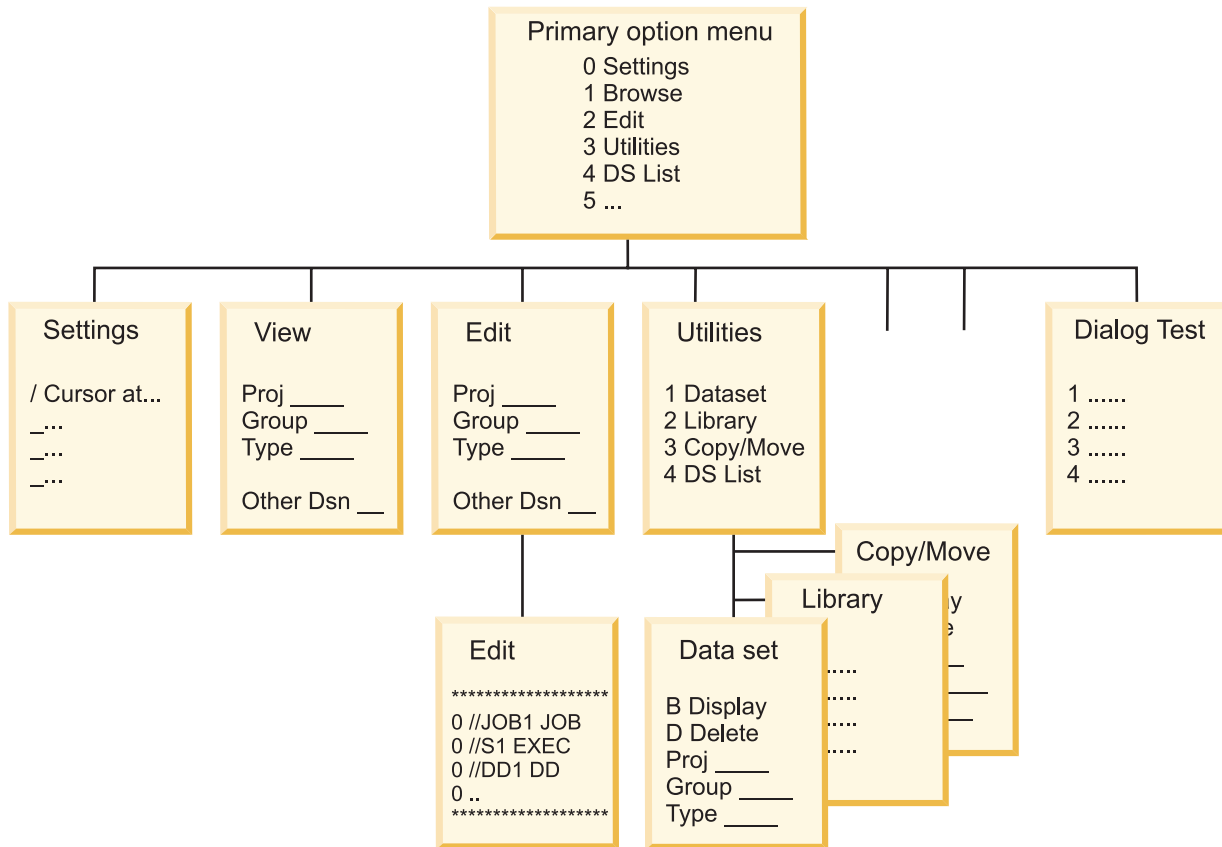 Primary option menu
0 Settings
1 Browse
2 Edit
3 Utilities
4 DS List
5 ...
Settings
/ Cursor at...
_...
_...
_...
View
Proj ____
Group ____
Type ____
Other Dsn __
Edit
Proj ____
Group ____
Type ____
Other Dsn __
Utilities
1 Dataset
2 Library
3 Copy/Move
4 DS List
Dialog Test
1 ......
2 ......
3 ......
4 ......
Edit
*******************
0 //JOB1 JOB
0 //S1 EXEC
0 //DD1 DD
0 ..
*******************
Data set
B Display
D Delete
Proj ____
Group ____
Type ____
Library
.....
.....
.....
.....
Copy/Move